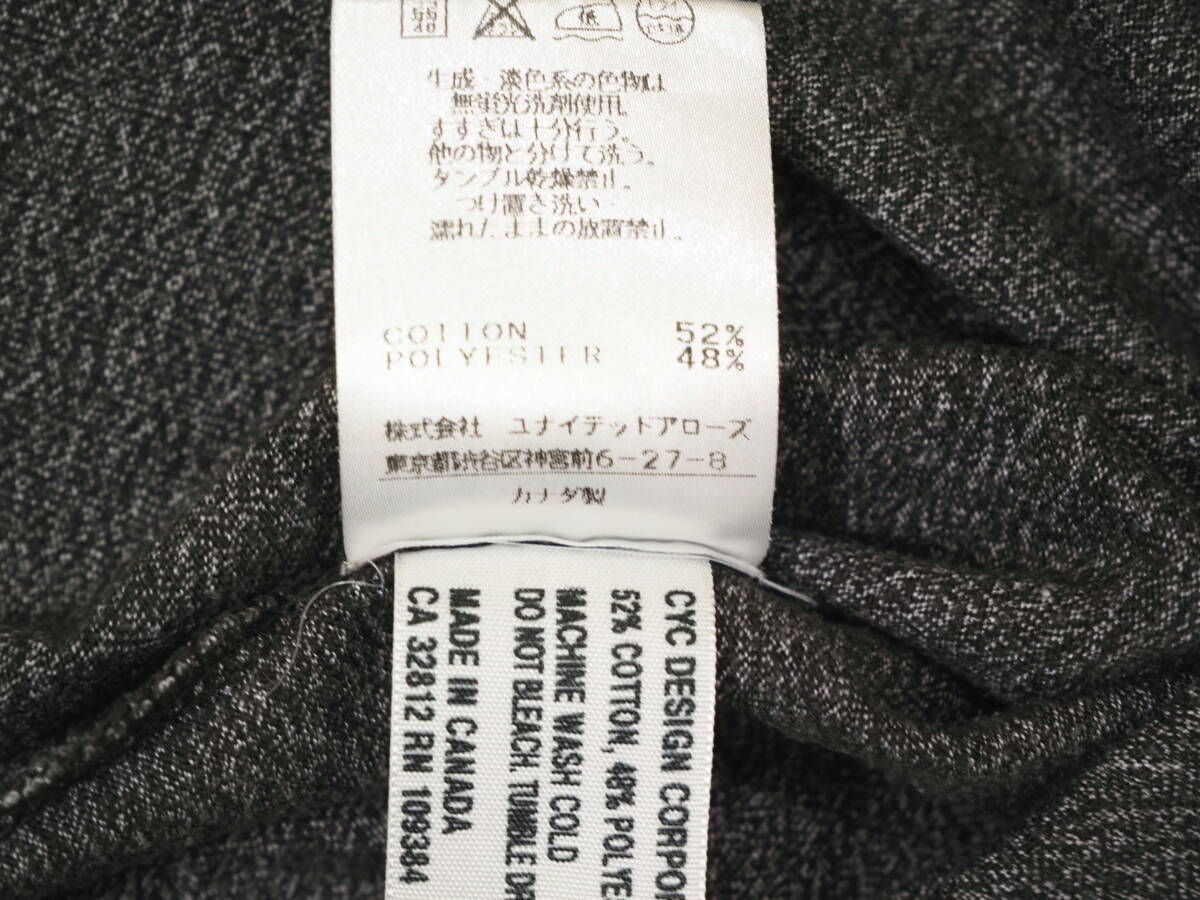 低
生成・淡色系の色物は
無蛍光洗剤使用。
すすぎは十分行う。
他の物と分けて洗う。
タンブル乾燥禁止。
つけ置き洗い・
濡れたままの放置禁止。
COTTON 52%
POLYESTER 48%
株式会社 ユナイテッドアローズ
東京都渋谷区神宮前6-27-8
カナダ製
CYC DESIGN CORPO
52% COTTON, 48% POLYE
MACHINE WASH COLD
DO NOT BLEACH. TUMBLE D
MADE IN CANADA
CA 32812 RN 109384